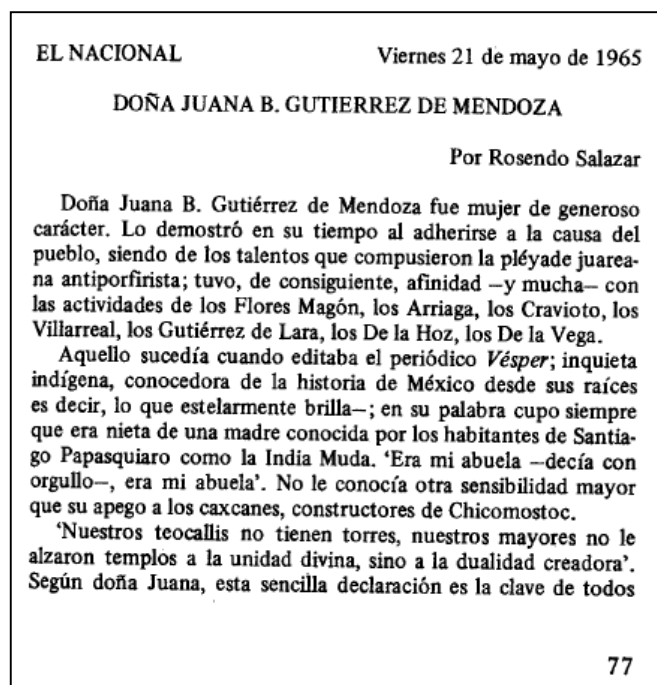 EL NACIONAL Viernes 21 de mayo de 1965
DOÑA JUANA B. GUTIERREZ DE MENDOZA
Por Rosendo Salazar
Doña Juana B. Gutiérrez de Mendoza fue mujer de generoso
carácter. Lo demostró en su tiempo al adherirse a la causa del
pueblo, siendo de los talentos que compusieron la pléyade juarea-
na antiporfirista; tuvo, de consiguiente, afinidad —y mucha— con
las actividades de los Flores Magón, los Arriaga, los Cravioto, los
Villarreal, los Gutiérrez de Lara, los De la Hoz, los De la Vega.
Aquello sucedía cuando editaba el periódico Vésper; inquieta
indígena, conocedora de la historia de México desde sus raíces
es decir, lo que estelarmente brilla—; en su palabra cupo siempre
que era nieta de una madre conocida por los habitantes de Santia-
go Papasquiaro como la India Muda. ‘Era mi abuela —decía con
orgullo—, era mi abuela’. No le conocía otra sensibilidad mayor
que su apego a los caxcanes, constructores de Chicomostoc.
‘Nuestros teocallis no tienen torres, nuestros mayores no le
alzaron templos a la unidad divina, sino a la dualidad creadora’.
Según doña Juana, esta sencilla declaración es la clave de todos
77